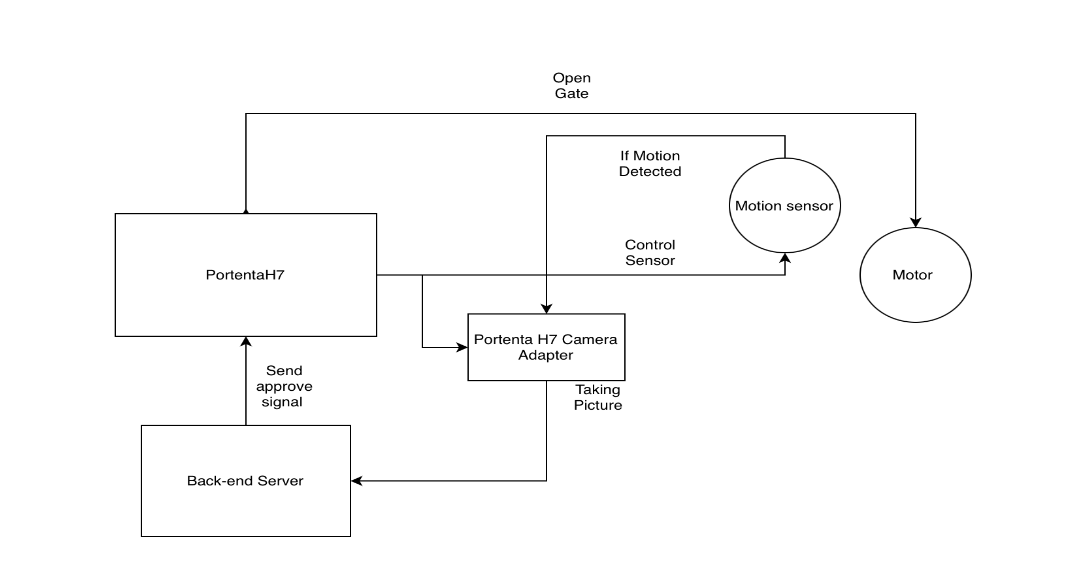 Open
Gate
If Motion
Detected
Motion sensor
Control
Sensor
PortentaH7
Motor
Portenta H7 Camera
Adapter
Taking
Picture
Send
approve
signal
Back-end Server